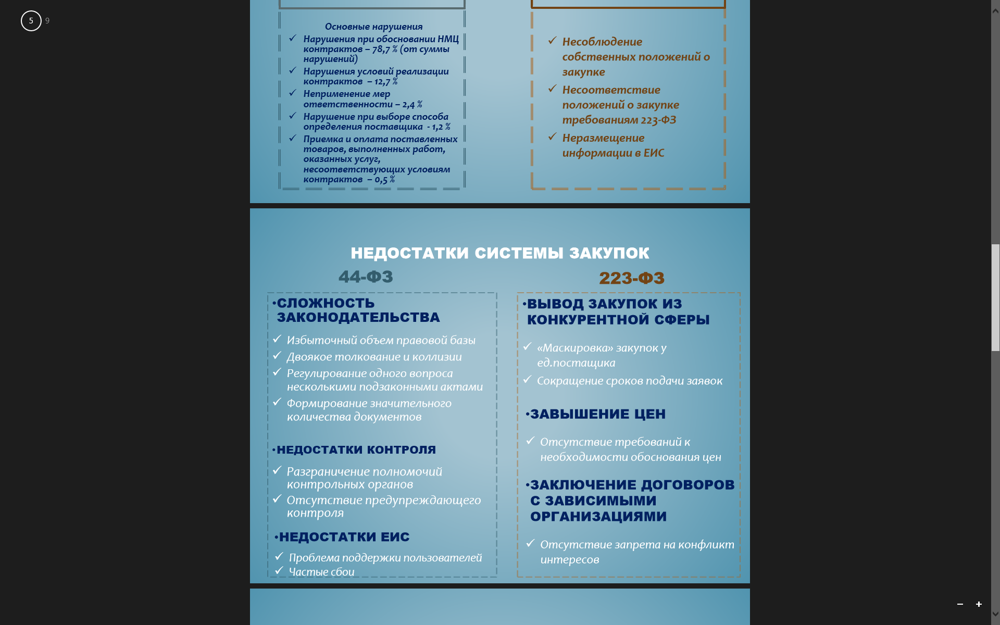 5 9
Основные нарушения
✓ Нарушения при обосновании НМЦ
контрактов – 78,7 % (от суммы
нарушений)
✓ Нарушения условий реализации
контрактов – 12,7 %
✓ Неприменение мер
ответственности – 2,4 %
✓ Нарушение при выборе способа
определения поставщика - 1,2 %
✓ Приемка и оплата поставленных
товаров, выполненных работ,
оказанных услуг,
несоответствующих условиям
контрактов – 0,5 %
✓ Несоблюдение
собственных положений о
закупке
✓ Несоответствие
положений о закупке
требованиям 223-ФЗ
✓ Неразмещение
информации в ЕИС
НЕДОСТАТКИ СИСТЕМЫ ЗАКУПОК
44-ФЗ
•СЛОЖНОСТЬ
ЗАКОНОДАТЕЛЬСТВА
✓ Избыточный объем правовой базы
✓ Двоякое толкование и коллизии
✓ Регулирование одного вопроса
несколькими подзаконными актами
✓ Формирование значительного
количества документов
•НЕДОСТАТКИ КОНТРОЛЯ
✓ Разграничение полномочий
контрольных органов
✓ Отсутствие предупреждающего
контроля
•НЕДОСТАТКИ ЕИС
✓ Проблема поддержки пользователей
✓ Частые сбои
223-ФЗ
•ВЫВОД ЗАКУПОК ИЗ
КОНКУРЕНТНОЙ СФЕРЫ
✓ «Маскировка» закупок у
ед.постащика
✓ Сокращение сроков подачи заявок
•ЗАВЫШЕНИЕ ЦЕН
✓ Отсутствие требований к
необходимости обоснования цен
•ЗАКЛЮЧЕНИЕ ДОГОВОРОВ
С ЗАВИСИМЫМИ
ОРГАНИЗАЦИЯМИ
✓ Отсутствие запрета на конфликт
интересов